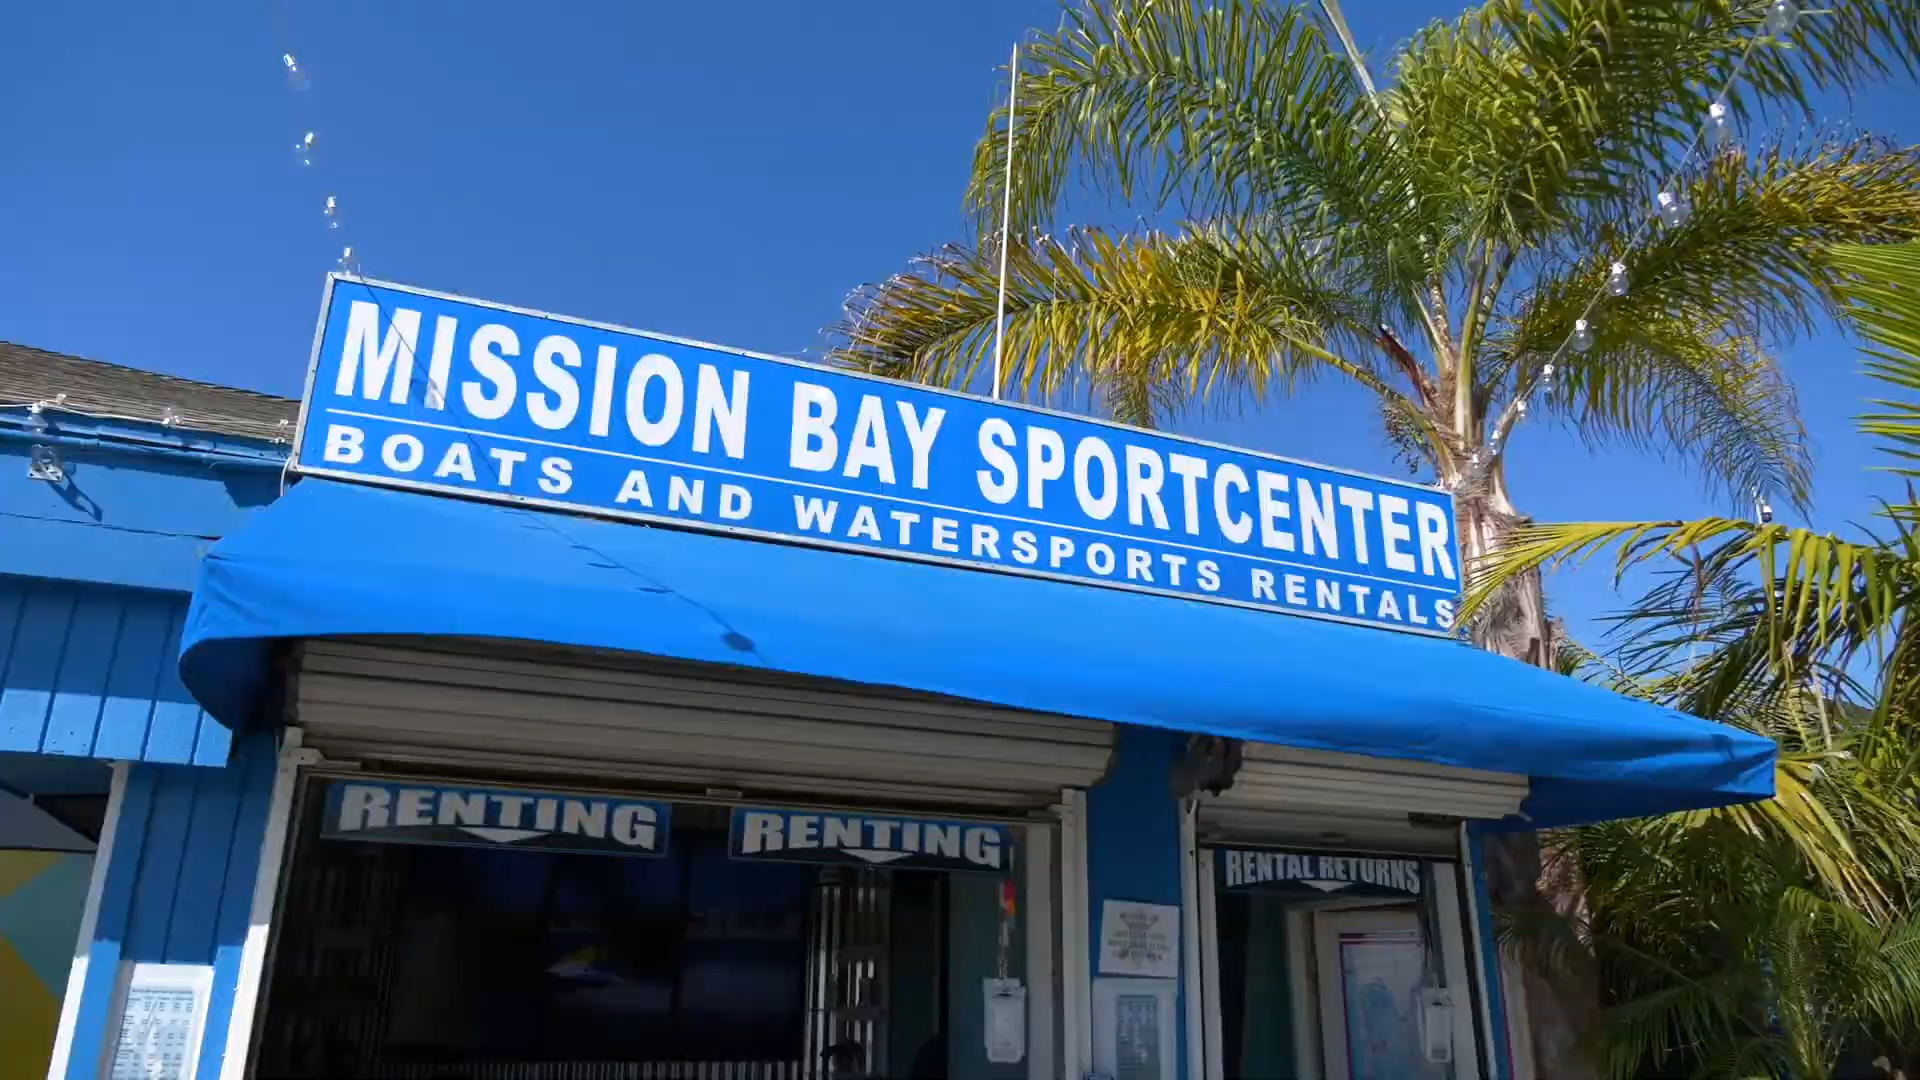 MISSION BAY SPORTCENTER
BOATS AND WATERSPORTS RENTALS
RENTING
RENTING
RENTAL RETURNS